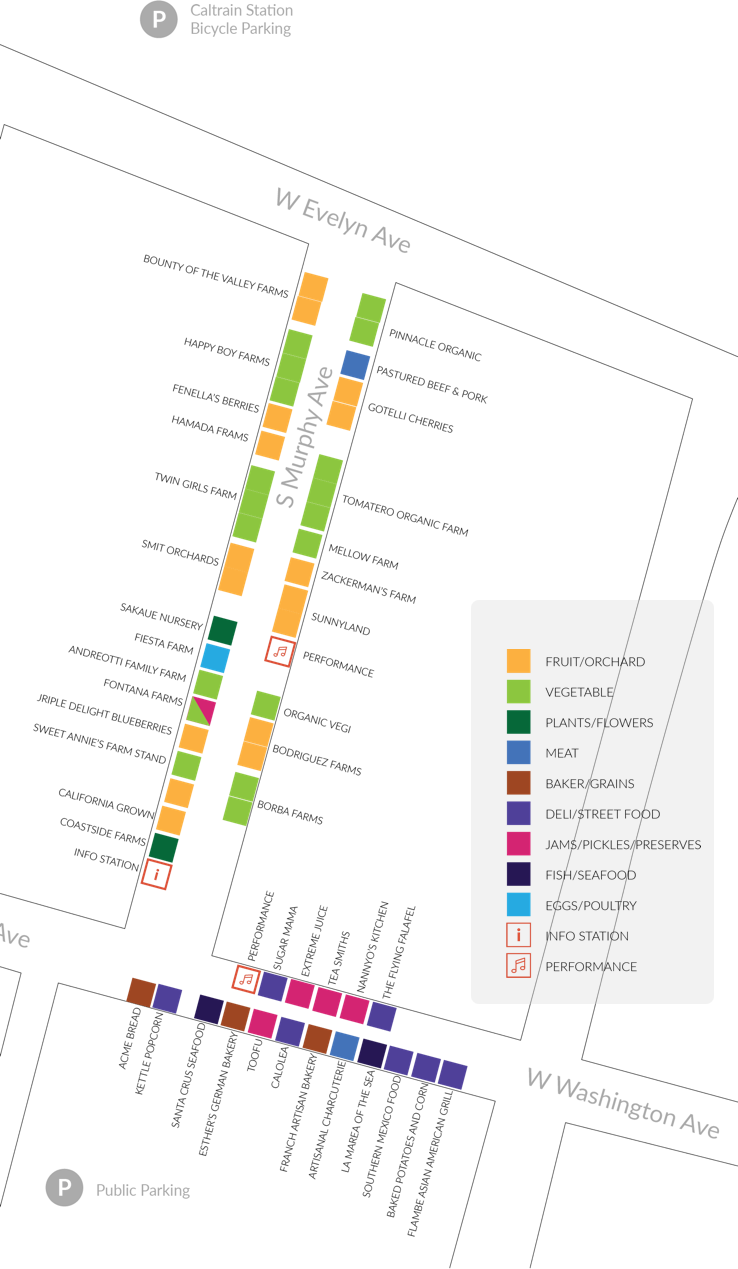 P
Caltrain Station
Bicycle Parking
W Evelyn Ave
S Murphy Ave
BOUNTY OF THE VALLEY FARMS
HAPPY BOY FARMS
FENELLA'S BERRIES
HAMADA FRAMS
TWIN GIRLS FARM
SMIT ORCHARDS
SAKAUE NURSERY
FIESTA FARM
ANDREOTTI FAMILY FARM
FONTANA FARMS
JRIPLE DELIGHT BLUEBERRIES
SWEET ANNIE'S FARM STAND
CALIFORNIA GROWN
COASTSIDE FARMS
INFO STATION
i
PINNACLE ORGANIC
PASTURED BEEF & PORK
GOTELLI CHERRIES
TOMATERO ORGANIC FARM
MELLOW FARM
ZACKERMAN'S FARM
SUNNYLAND
PERFORMANCE
ORGANIC VEGI
BODRIGUEZ FARMS
BORBA FARMS
FRUIT/ORCHARD
VEGETABLE
PLANTS/FLOWERS
MEAT
BAKER/GRAINS
DELI/STREET FOOD
JAMS/PICKLES/PRESERVES
FISH/SEAFOOD
EGGS/POULTRY
i INFO STATION
PERFORMANCE
Ave
PERFORMANCE
SUGAR MAMA
EXTREME JUICE
TEA SMITHS
NANNYO'S KITCHEN
THE FLYING FALAFEL
ACME BREAD
KETTLE POPCORN
SANTA CRUS SEAFOOD
ESTHER'S GERMAN BAKERY
TOOFU
CALOLEA
FRANCH ARTISAN BAKERY
ARTISANAL CHARCUTERIE
LA MAREA OF THE SEA
SOUTHERN MEXICO FOOD
BAKED POTATOES AND CORN
FLAMBE ASIAN AMERICAN GRILL
W Washington Ave
P
Public Parking